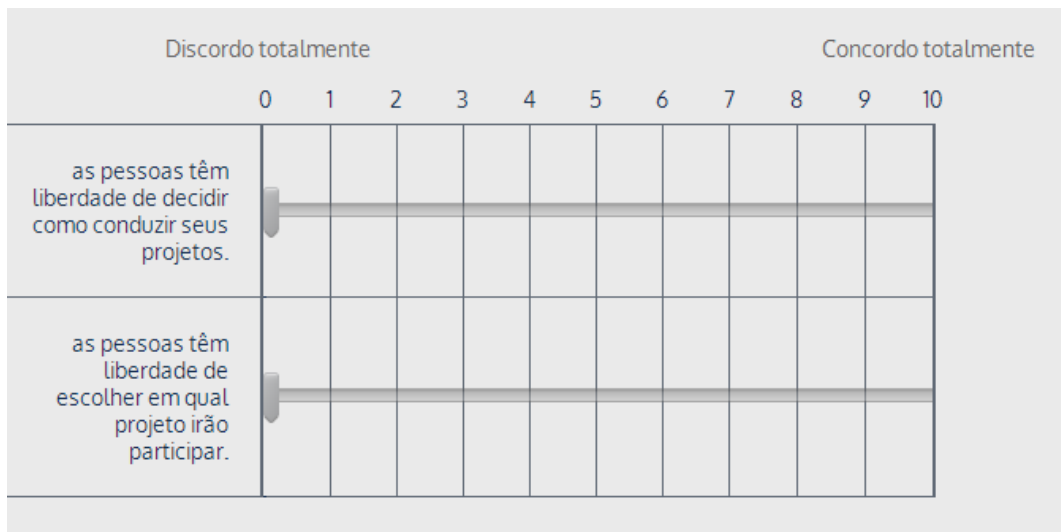 Discordo totalmente
Concordo totalmente
0 1 2 3 4 5 6 7 8 9 10
as pessoas têm
liberdade de decidir
como conduzir seus
projetos.
as pessoas têm
liberdade de
escolher em qual
projeto irão
participar.